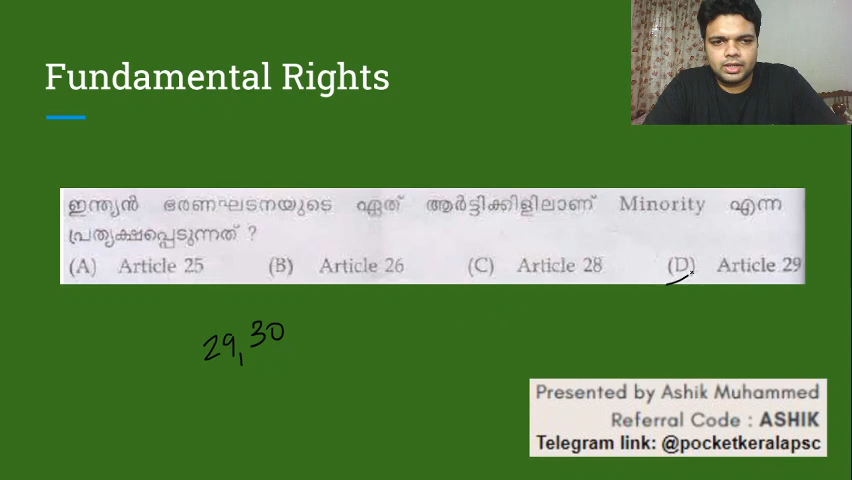 Fundamental Rights
ഇന്ത്യൻ ഭരണഘടനയുടെ ഏത് ആർട്ടിക്കിളിലാണ് Minority എന്ന
പ്രത്യക്ഷപ്പെടുന്നത് ?
(A) Article 25 (B) Article 26 (C) Article 28 (D) Article 29
29, 30
Presented by Ashik Muhammed
Referral Code : ASHIK
Telegram link: @pocketkeralapsc